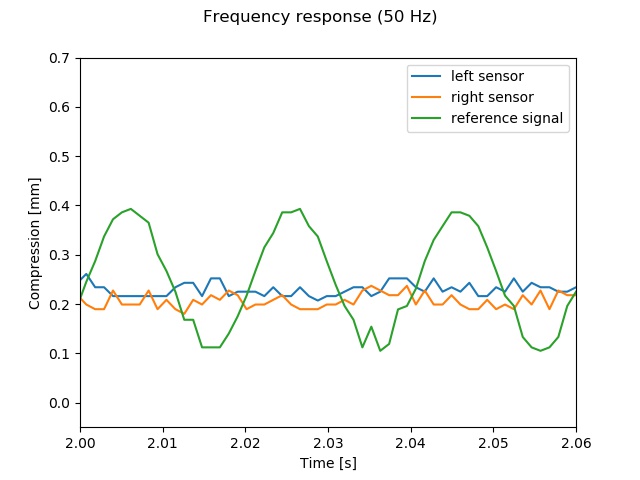 Frequency response (50 Hz)
left sensor
right sensor
reference signal
Compression [mm]
0.7
0.6
0.5
0.4
0.3
0.2
0.1
0.0
2.00 2.01 2.02 2.03 2.04 2.05 2.06
Time [s]